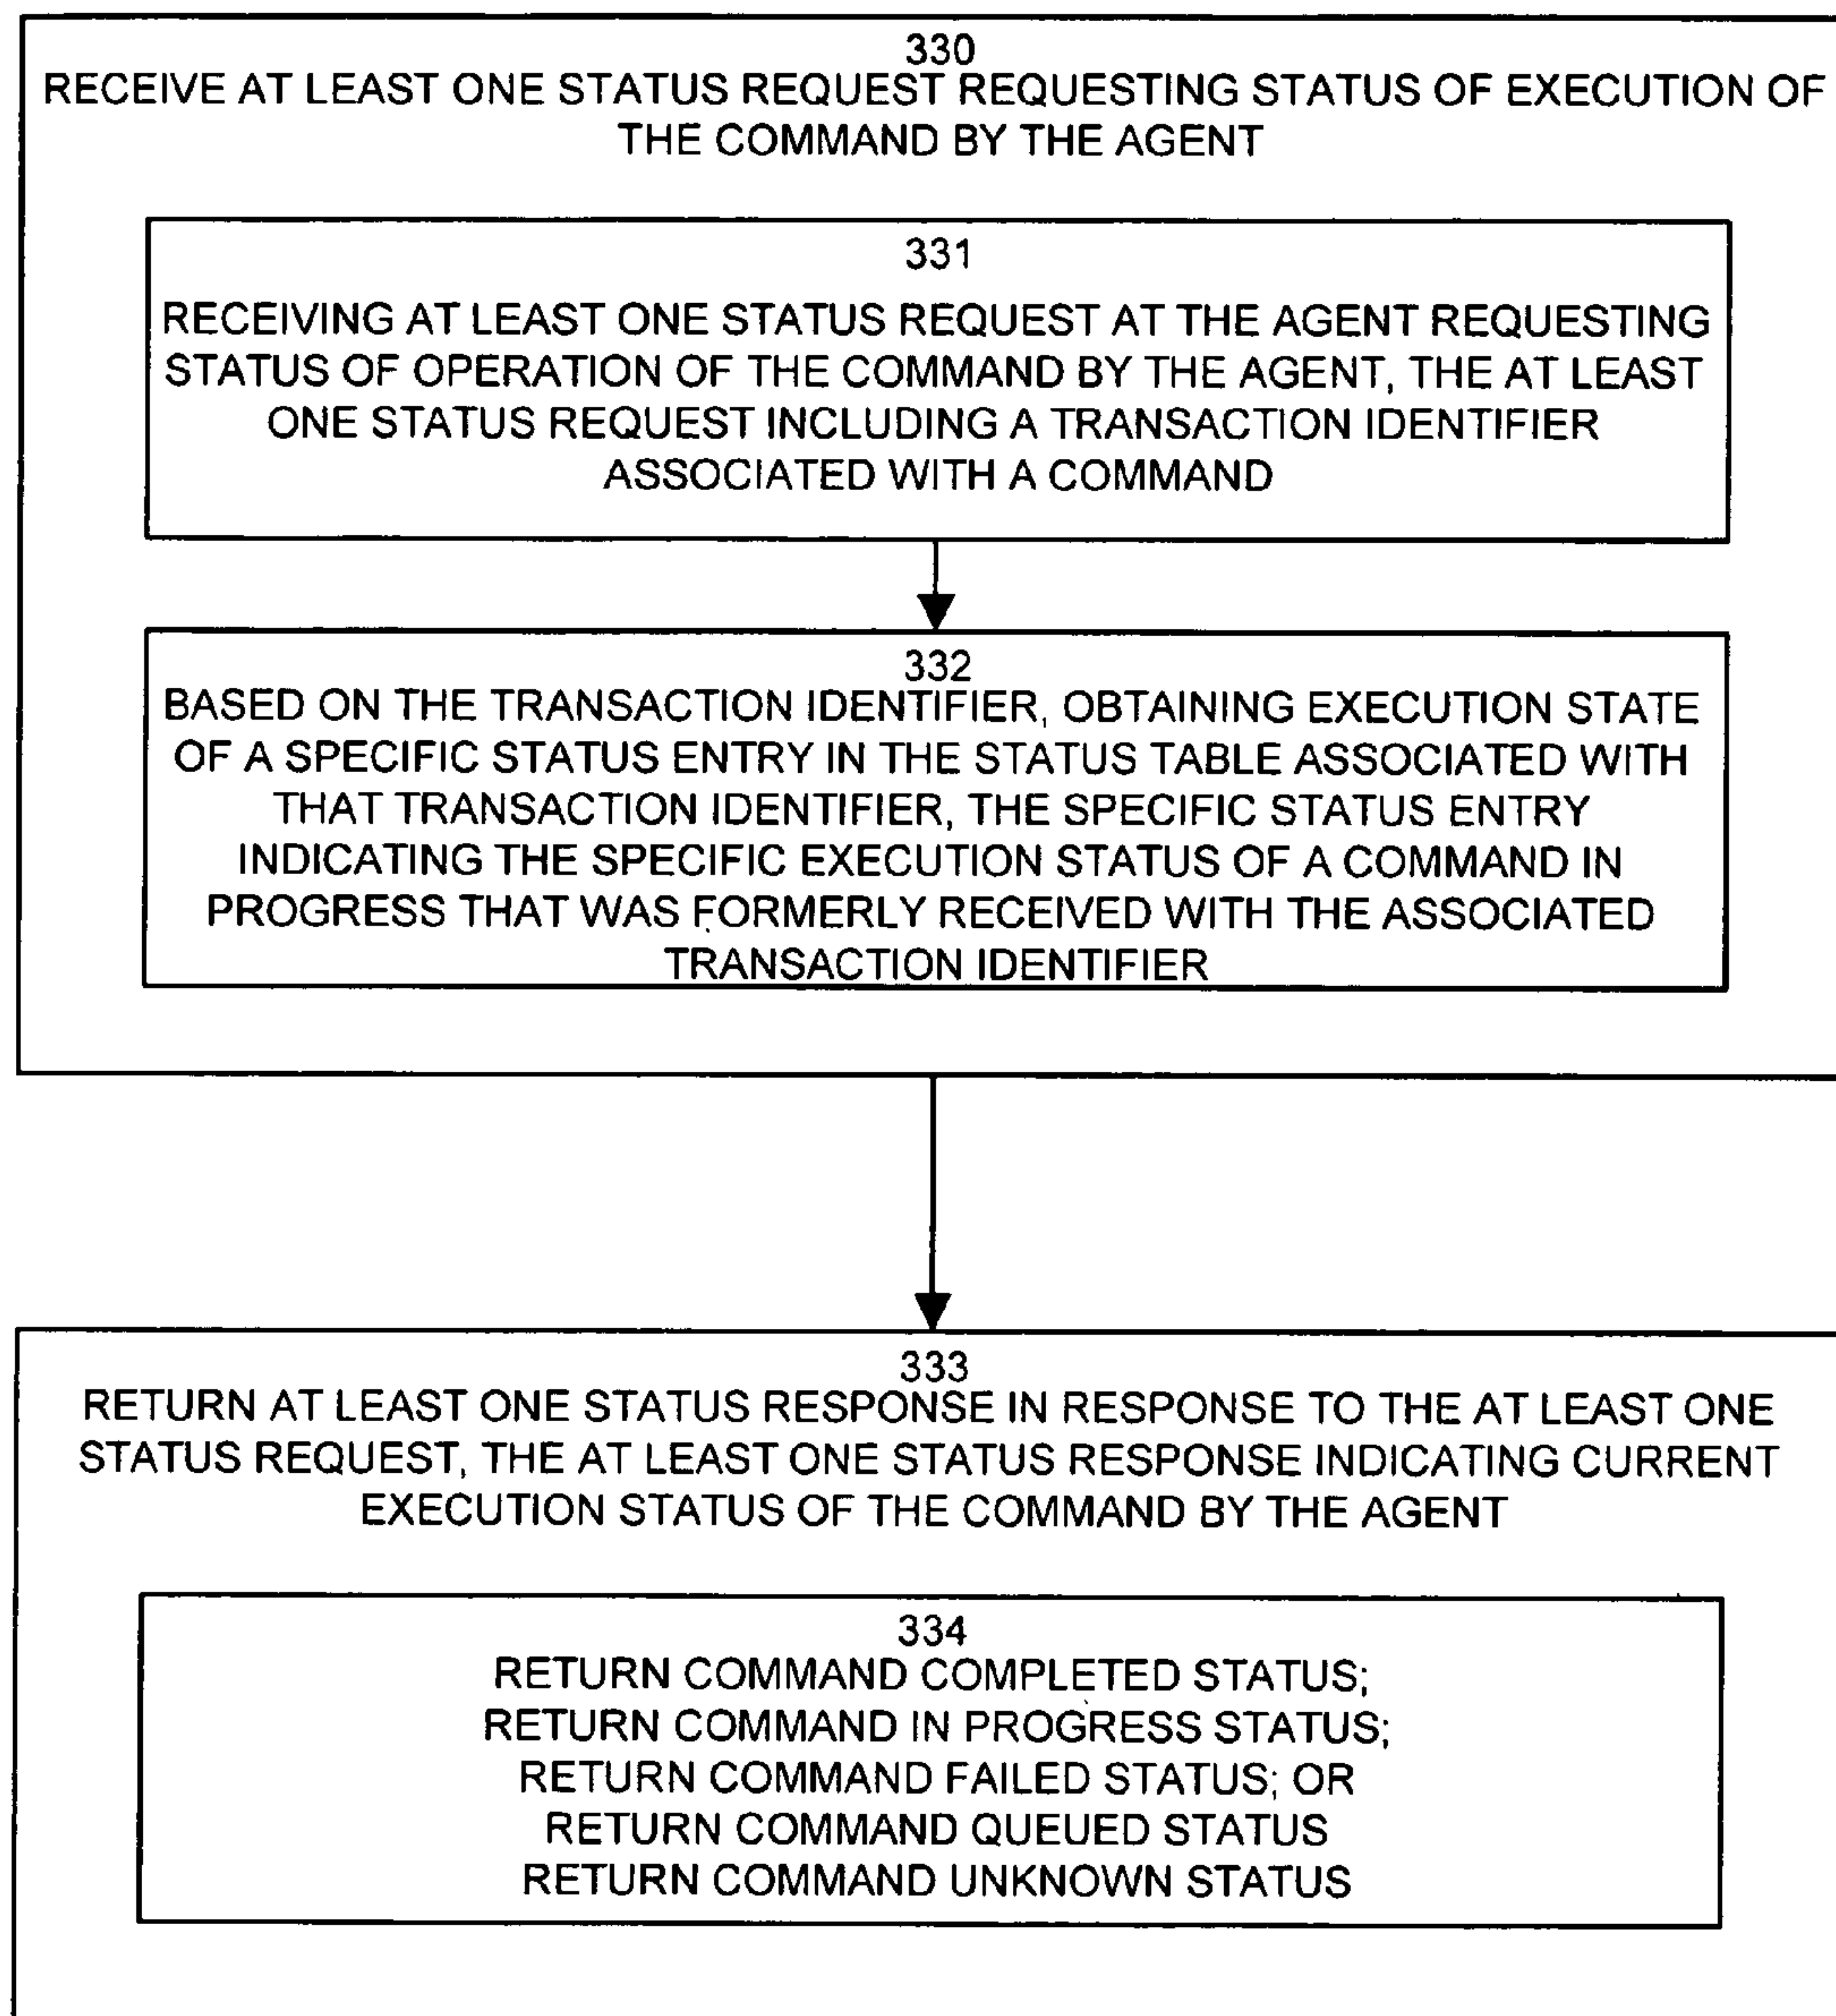 330
RECEIVE AT LEAST ONE STATUS REQUEST REQUESTING STATUS OF EXECUTION OF
THE COMMAND BY THE AGENT
331
RECEIVING AT LEAST ONE STATUS REQUEST AT THE AGENT REQUESTING
STATUS OF OPERATION OF THE COMMAND BY THE AGENT, THE AT LEAST
ONE STATUS REQUEST INCLUDING A TRANSACTION IDENTIFIER
ASSOCIATED WITH A COMMAND
332
BASED ON THE TRANSACTION IDENTIFIER, OBTAINING EXECUTION STATE
OF A SPECIFIC STATUS ENTRY IN THE STATUS TABLE ASSOCIATED WITH
THAT TRANSACTION IDENTIFIER, THE SPECIFIC STATUS ENTRY
INDICATING THE SPECIFIC EXECUTION STATUS OF A COMMAND IN
PROGRESS THAT WAS FORMERLY RECEIVED WITH THE ASSOCIATED
TRANSACTION IDENTIFIER
333
RETURN AT LEAST ONE STATUS RESPONSE IN RESPONSE TO THE AT LEAST ONE
STATUS REQUEST, THE AT LEAST ONE STATUS RESPONSE INDICATING CURRENT
EXECUTION STATUS OF THE COMMAND BY THE AGENT
334
RETURN COMMAND COMPLETED STATUS;
RETURN COMMAND IN PROGRESS STATUS;
RETURN COMMAND FAILED STATUS; OR
RETURN COMMAND QUEUED STATUS
RETURN COMMAND UNKNOWN STATUS